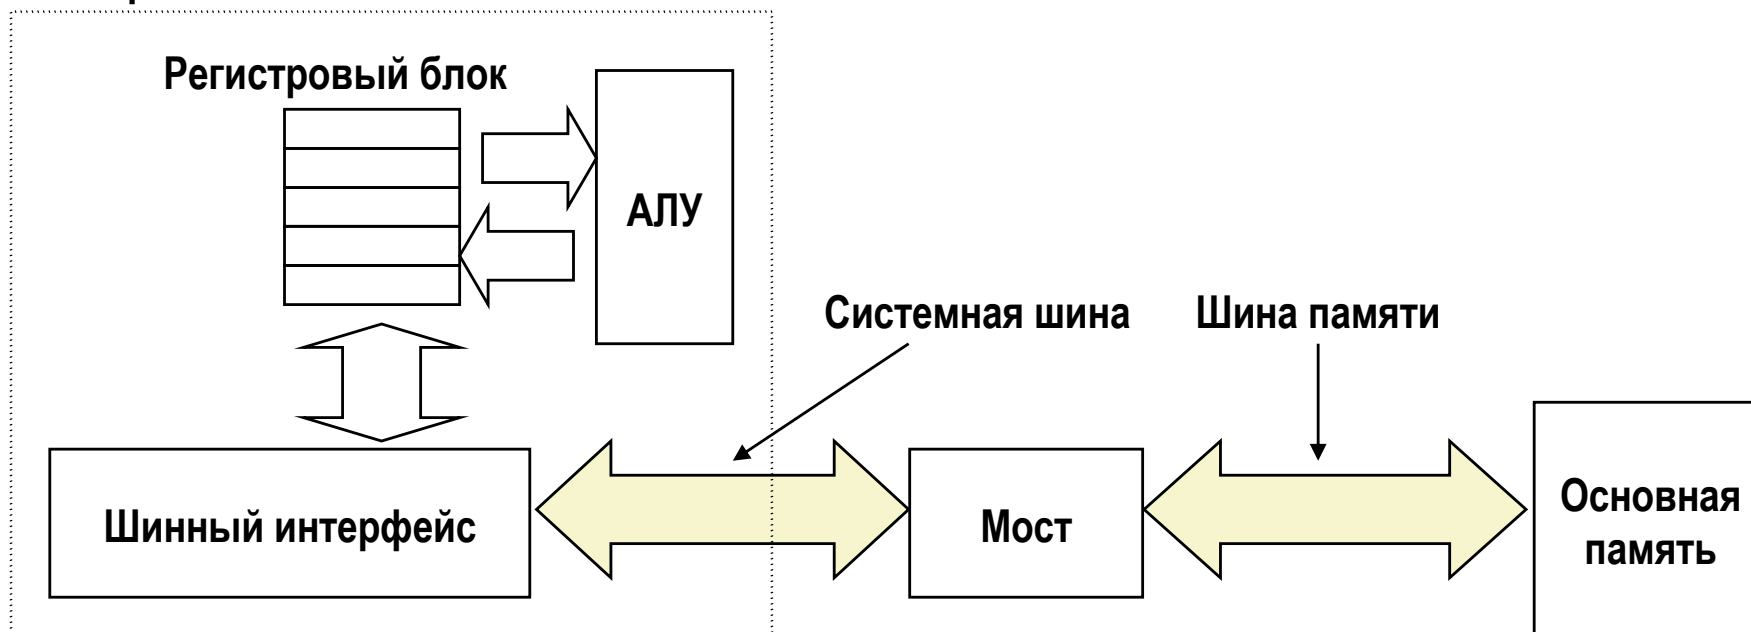 Регистровый блок
АЛУ
Системная шина
Шина памяти
Шинный интерфейс
Мост
Основная
память